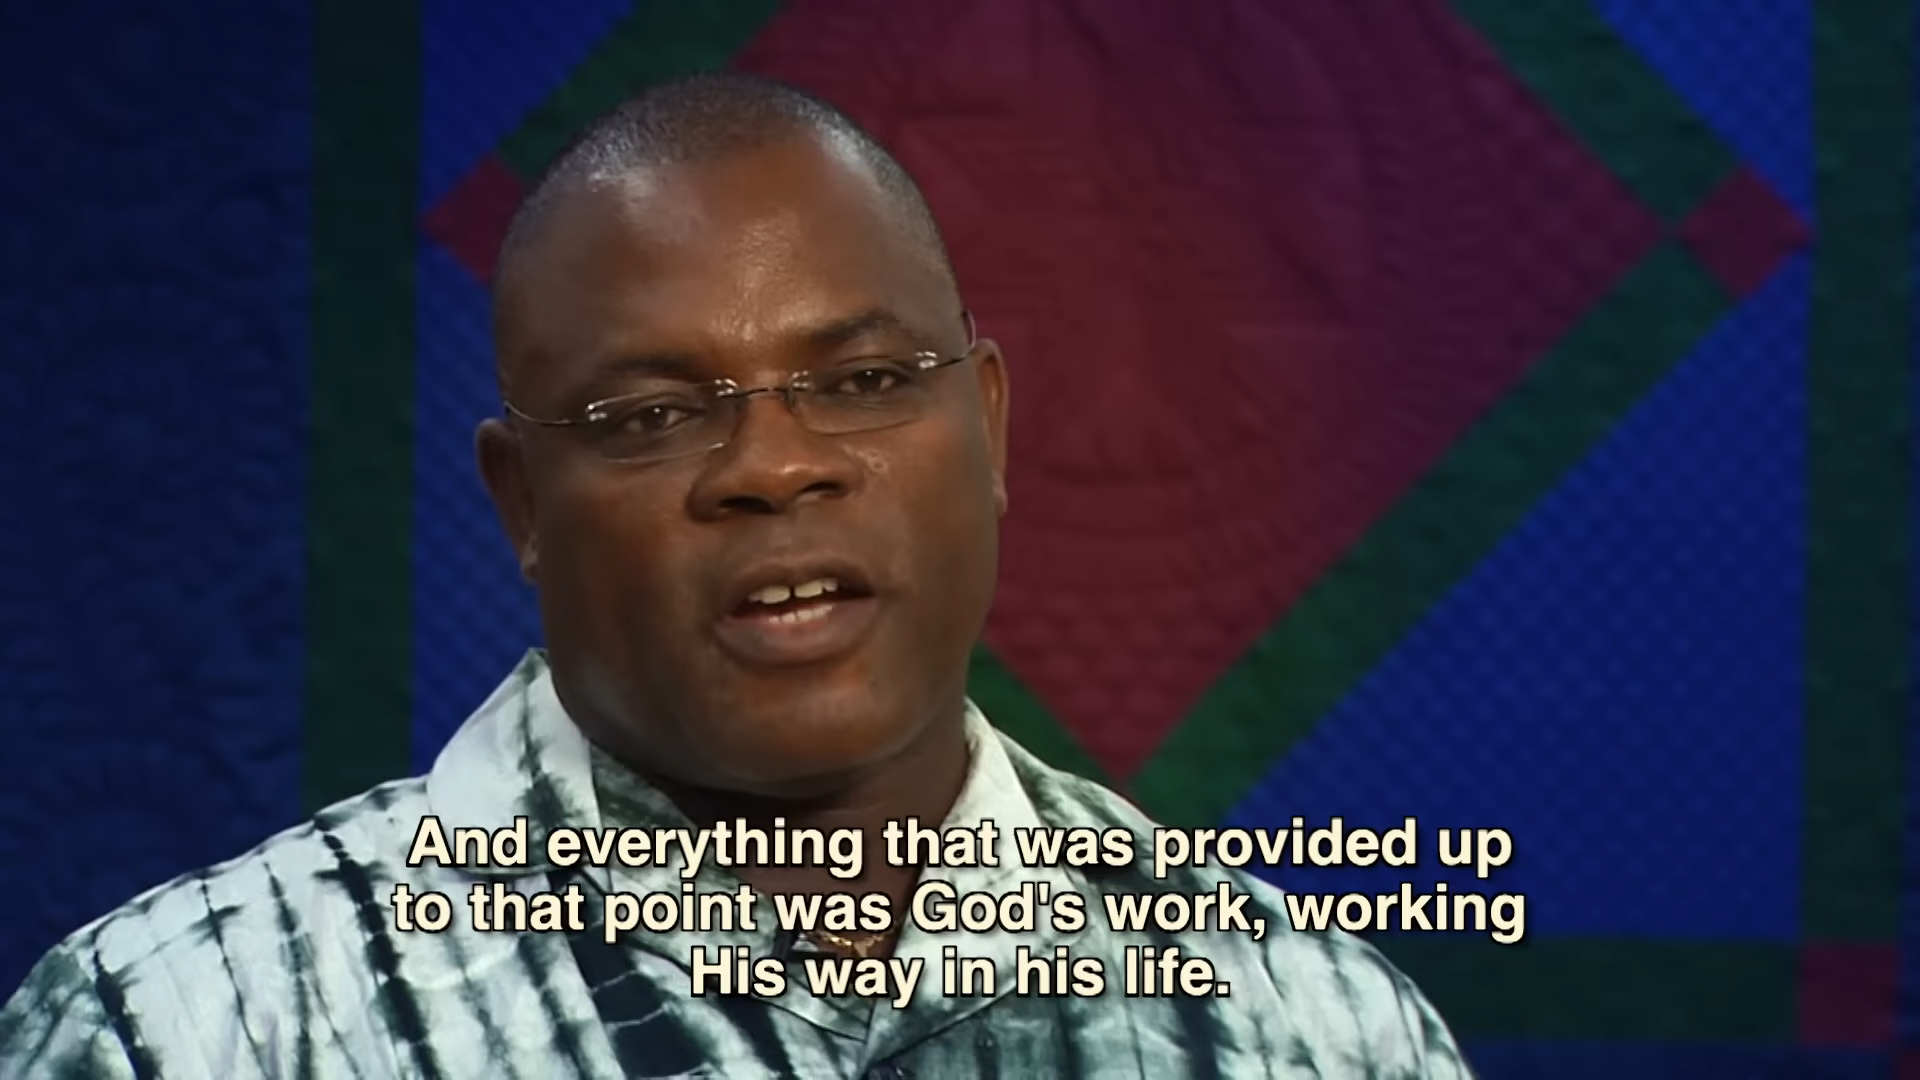 And everything that was provided up
to that point was God's work, working
His way in his life.